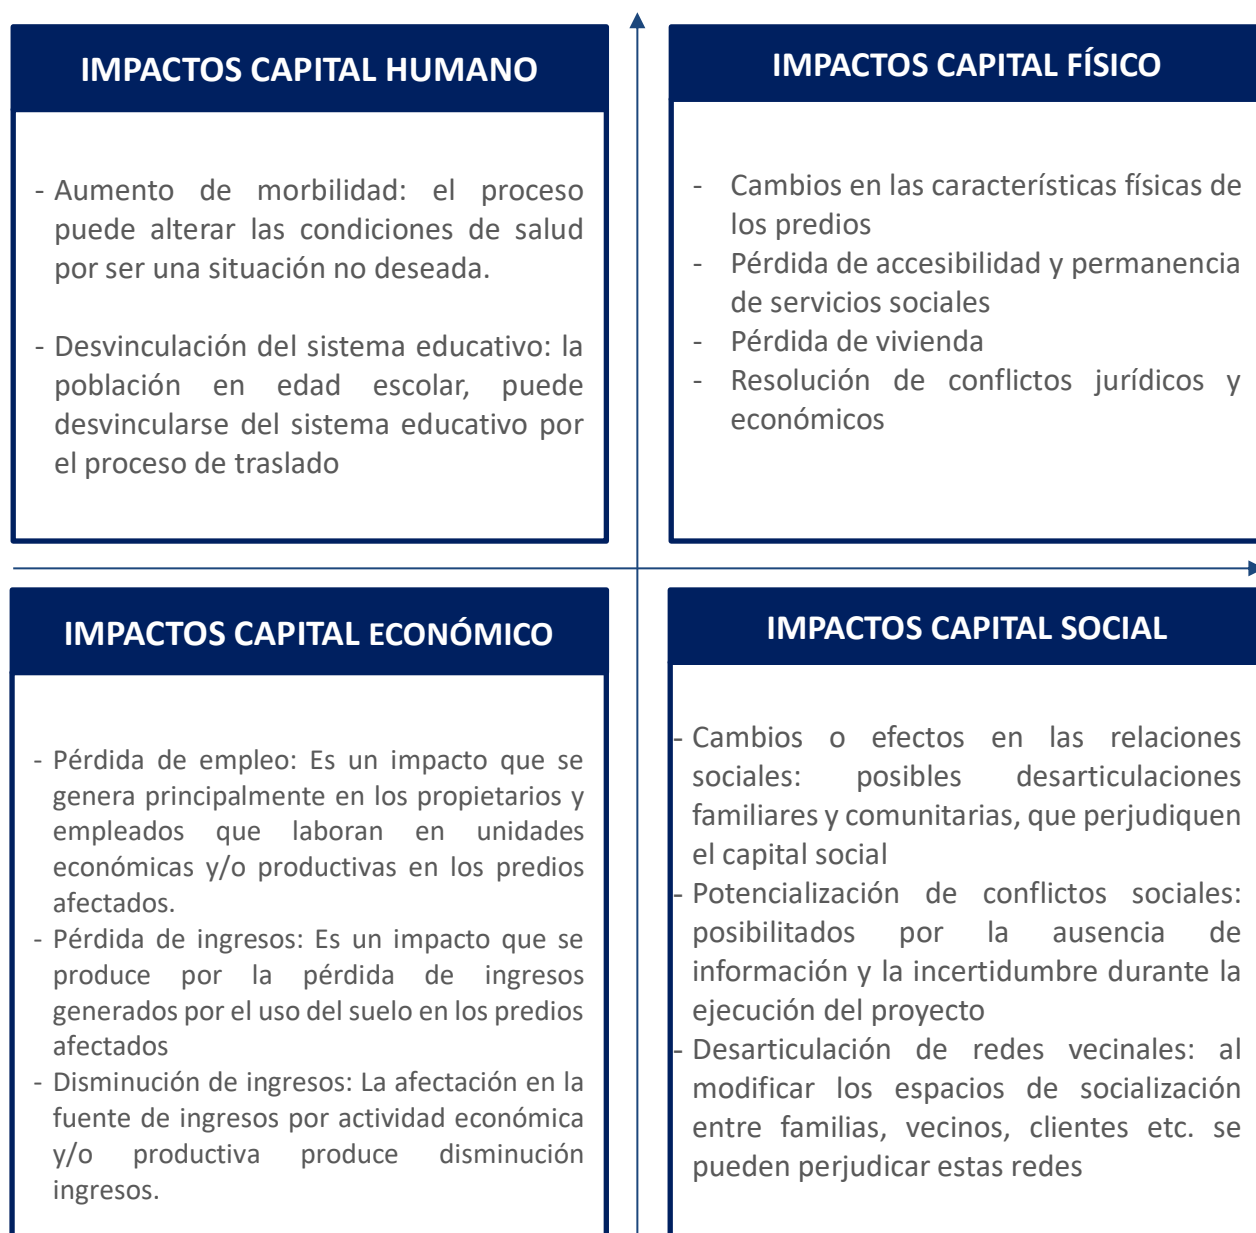 IMPACTOS CAPITAL HUMANO
- Aumento de morbilidad: el proceso
puede alterar las condiciones de salud
por ser una situación no deseada.
- Desvinculación del sistema educativo: la
población en edad escolar, puede
desvincularse del sistema educativo por
el proceso de traslado
IMPACTOS CAPITAL FÍSICO
- Cambios en las características físicas de
los predios
- Pérdida de accesibilidad y permanencia
de servicios sociales
- Pérdida de vivienda
- Resolución de conflictos jurídicos y
económicos
IMPACTOS CAPITAL ECONÓMICO
- Pérdida de empleo: Es un impacto que se
genera principalmente en los propietarios y
empleados que laboran en unidades
económicas y/o productivas en los predios
afectados.
- Pérdida de ingresos: Es un impacto que se
produce por la pérdida de ingresos
generados por el uso del suelo en los predios
afectados
- Disminución de ingresos: La afectación en la
fuente de ingresos por actividad económica
y/o productiva produce disminución
ingresos.
IMPACTOS CAPITAL SOCIAL
- Cambios o efectos en las relaciones
sociales: posibles desarticulaciones
familiares y comunitarias, que perjudiquen
el capital social
- Potencialización de conflictos sociales:
posibilitados por la ausencia de
información y la incertidumbre durante la
ejecución del proyecto
- Desarticulación de redes vecinales: al
modificar los espacios de socialización
entre familias, vecinos, clientes etc. se
pueden perjudicar estas redes